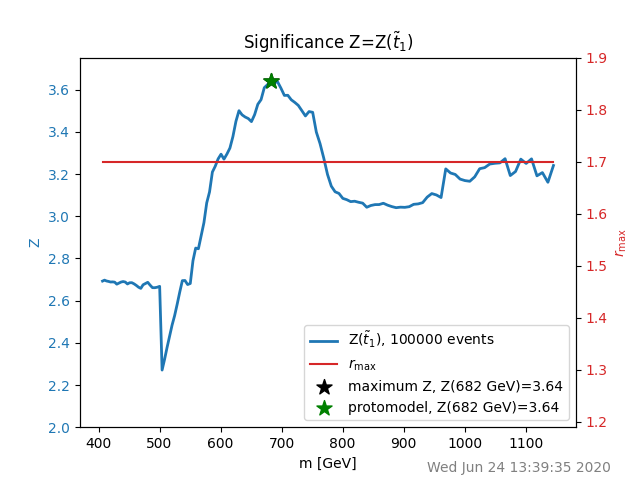 Significance Z=Z(t̃₁)
3.6
3.4
3.2
3.0
2.8
2.6
2.4
2.2
2.0
Z
1.9
1.8
1.7
1.6
1.5
1.4
1.3
1.2
r_max
Z(t̃₁), 100000 events
r_max
maximum Z, Z(682 GeV)=3.64
protomodel, Z(682 GeV)=3.64
400 500 600 700 800 900 1000 1100
m [GeV]
Wed Jun 24 13:39:35 2020